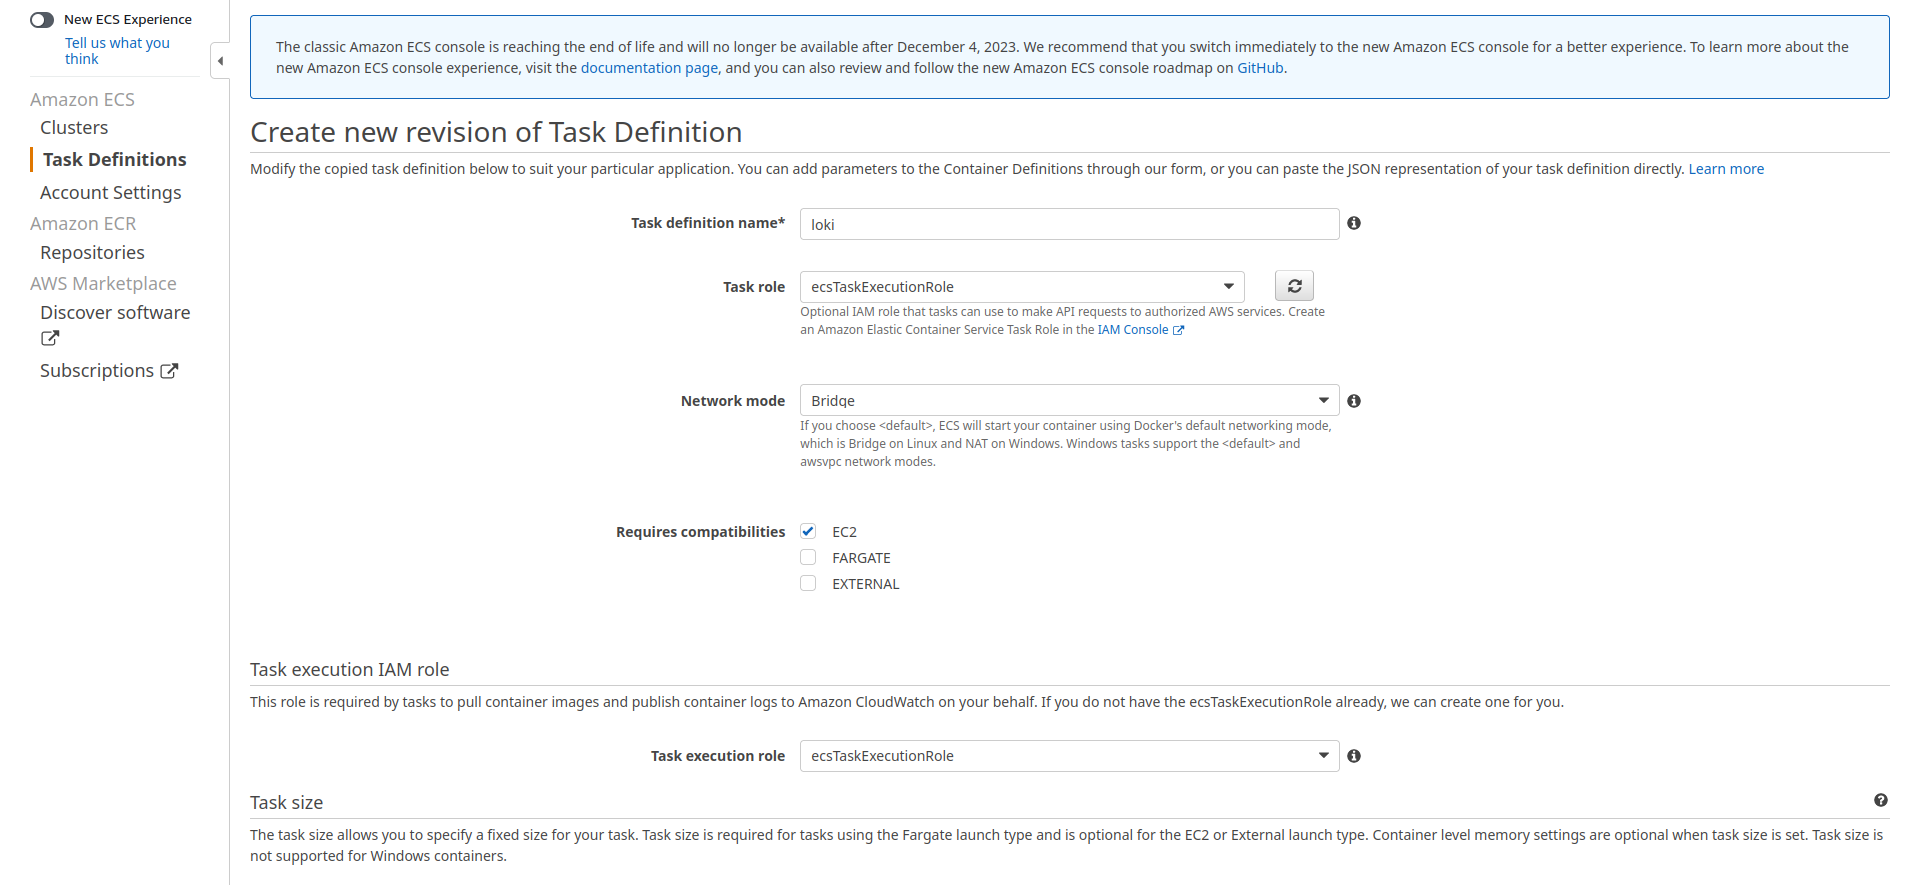 New ECS Experience
Tell us what you
think
Amazon ECS
Clusters
Task Definitions
Account Settings
Amazon ECR
Repositories
AWS Marketplace
Discover software
Subscriptions
The classic Amazon ECS console is reaching the end of life and will no longer be available after December 4, 2023. We recommend that you switch immediately to the new Amazon ECS console for a better experience. To learn more about the
new Amazon ECS console experience, visit the documentation page, and you can also review and follow the new Amazon ECS console roadmap on GitHub.
Create new revision of Task Definition
Modify the copied task definition below to suit your particular application. You can add parameters to the Container Definitions through our form, or you can paste the JSON representation of your task definition directly. Learn more
Task definition name* loki
Task role ecsTaskExecutionRole
Optional IAM role that tasks can use to make API requests to authorized AWS services. Create
an Amazon Elastic Container Service Task Role in the IAM Console
Network mode Bridge
If you choose <default>, ECS will start your container using Docker's default networking mode,
which is Bridge on Linux and NAT on Windows. Windows tasks support the <default> and
awsvpc network modes.
Requires compatibilities EC2
FARGATE
EXTERNAL
Task execution IAM role
This role is required by tasks to pull container images and publish container logs to Amazon CloudWatch on your behalf. If you do not have the ecsTaskExecutionRole already, we can create one for you.
Task execution role ecsTaskExecutionRole
Task size
The task size allows you to specify a fixed size for your task. Task size is required for tasks using the Fargate launch type and is optional for the EC2 or External launch type. Container level memory settings are optional when task size is set. Task size is
not supported for Windows containers.